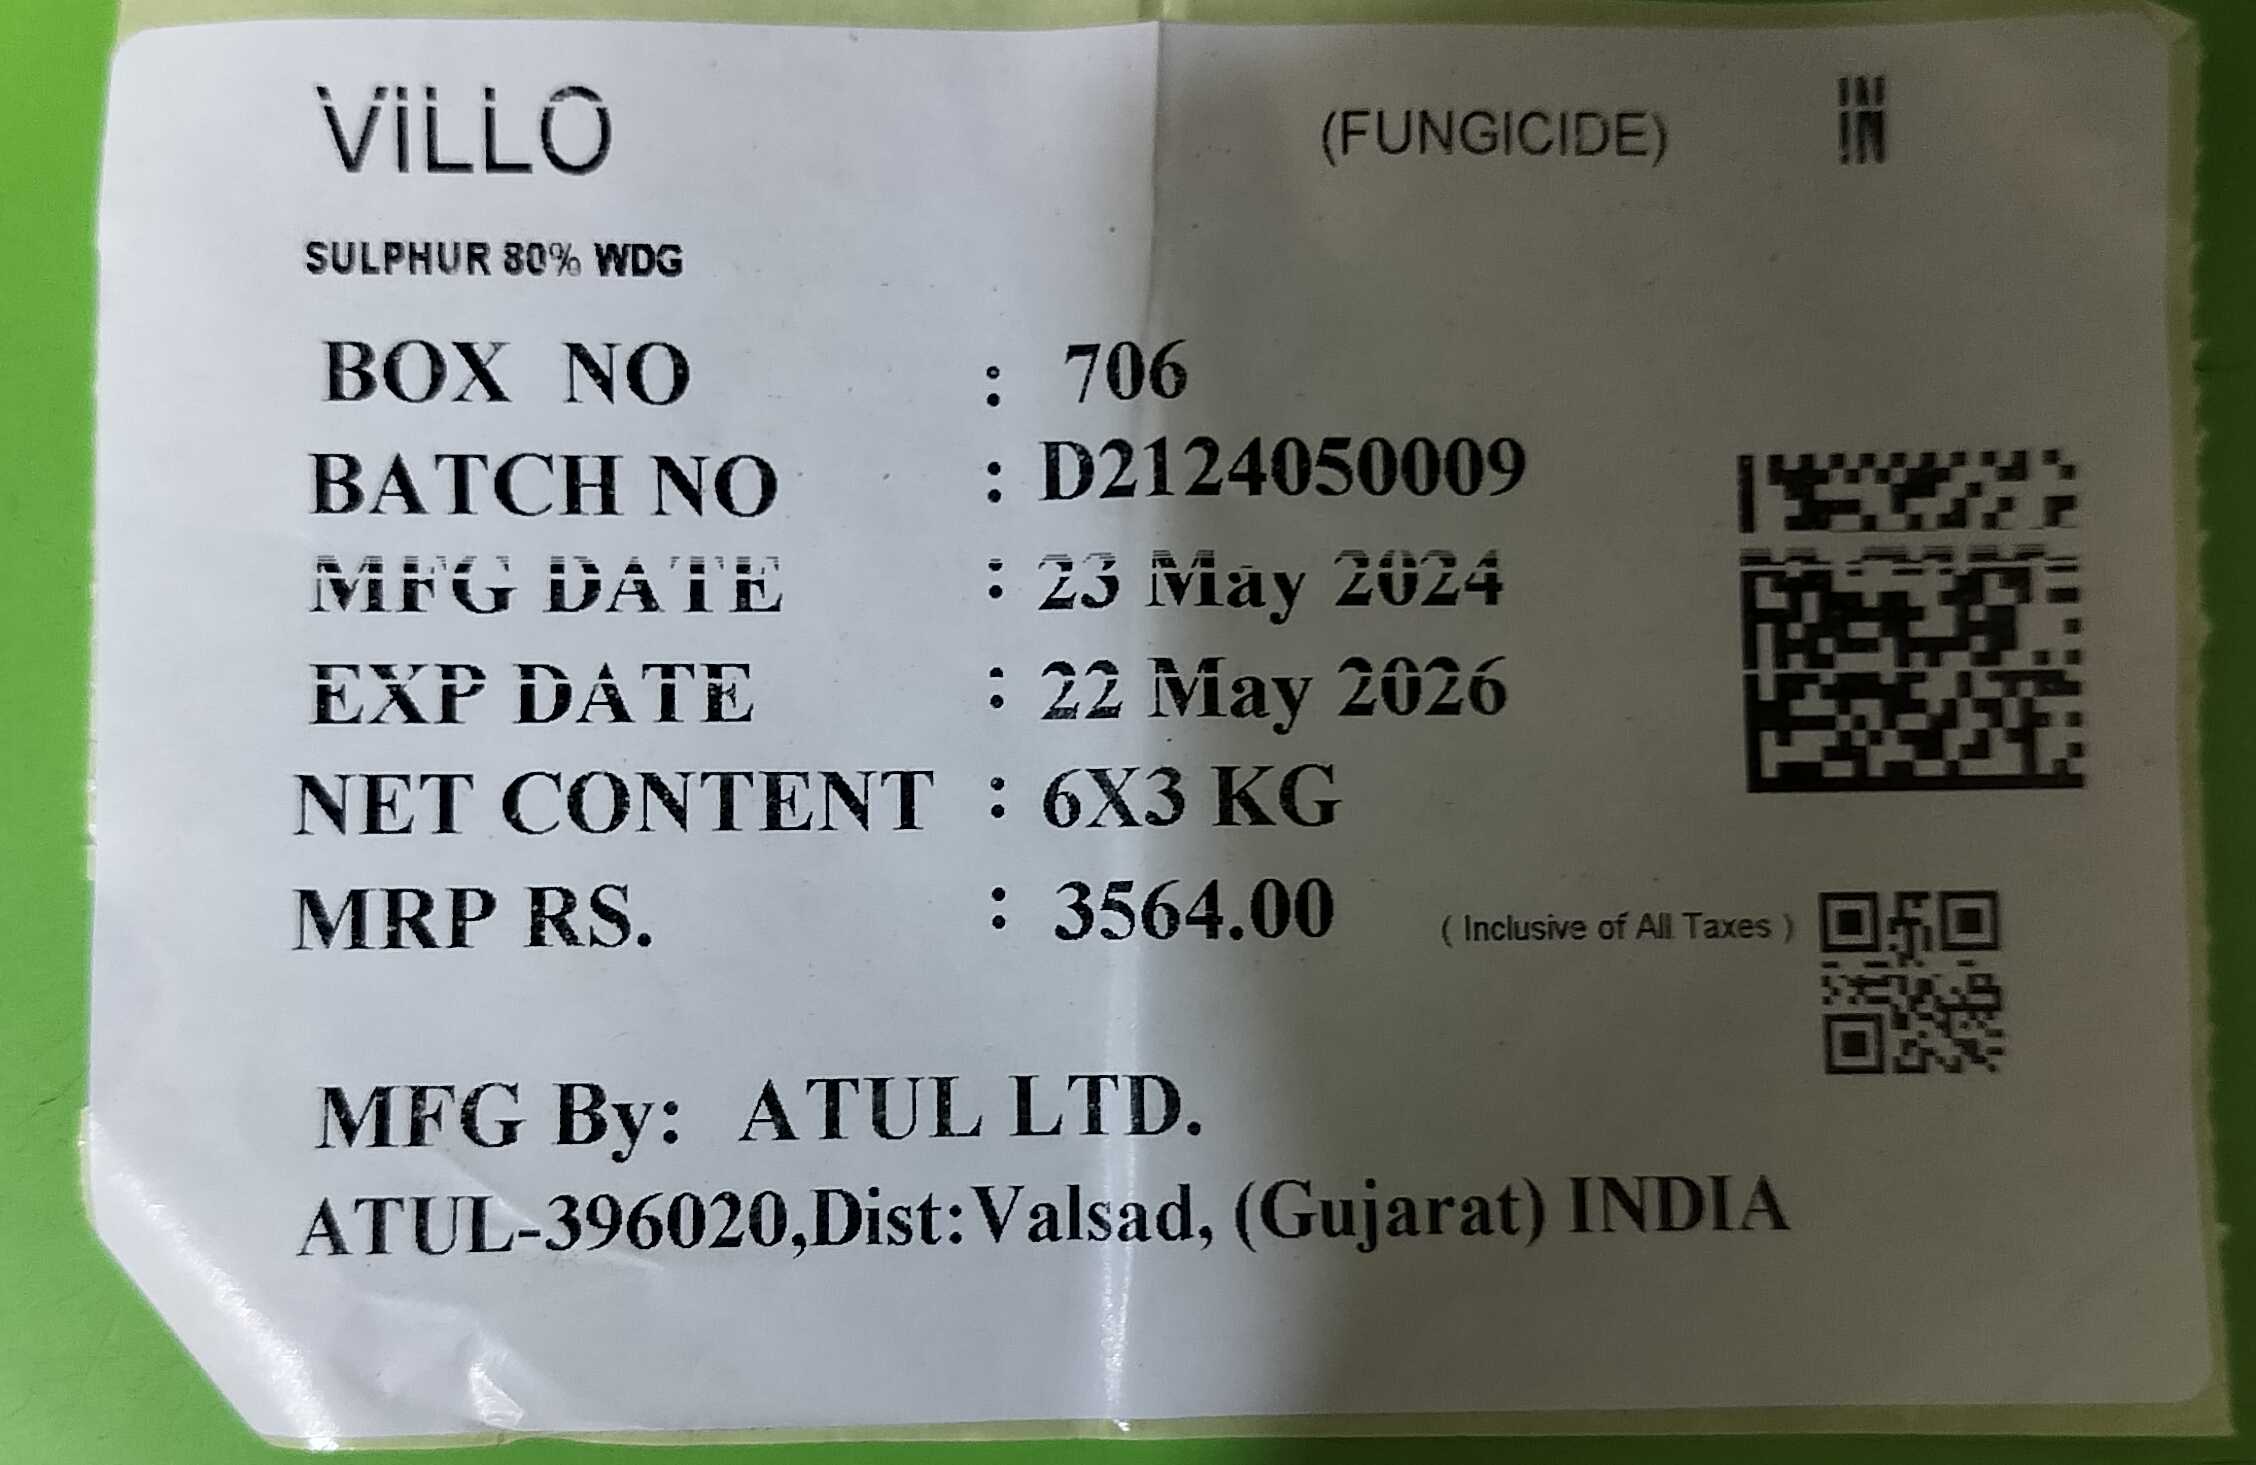 VILLO (FUNGICIDE) IN
SULPHUR 80% WDG
BOX NO : 706
BATCH NO : D2124050009
MFG DATE : 23 May 2024
EXP DATE : 22 May 2026
NET CONTENT : 6X3 KG
MRP RS. : 3564.00 ( Inclusive of All Taxes )
MFG By: ATUL LTD.
ATUL-396020,Dist:Valsad, (Gujarat) INDIA